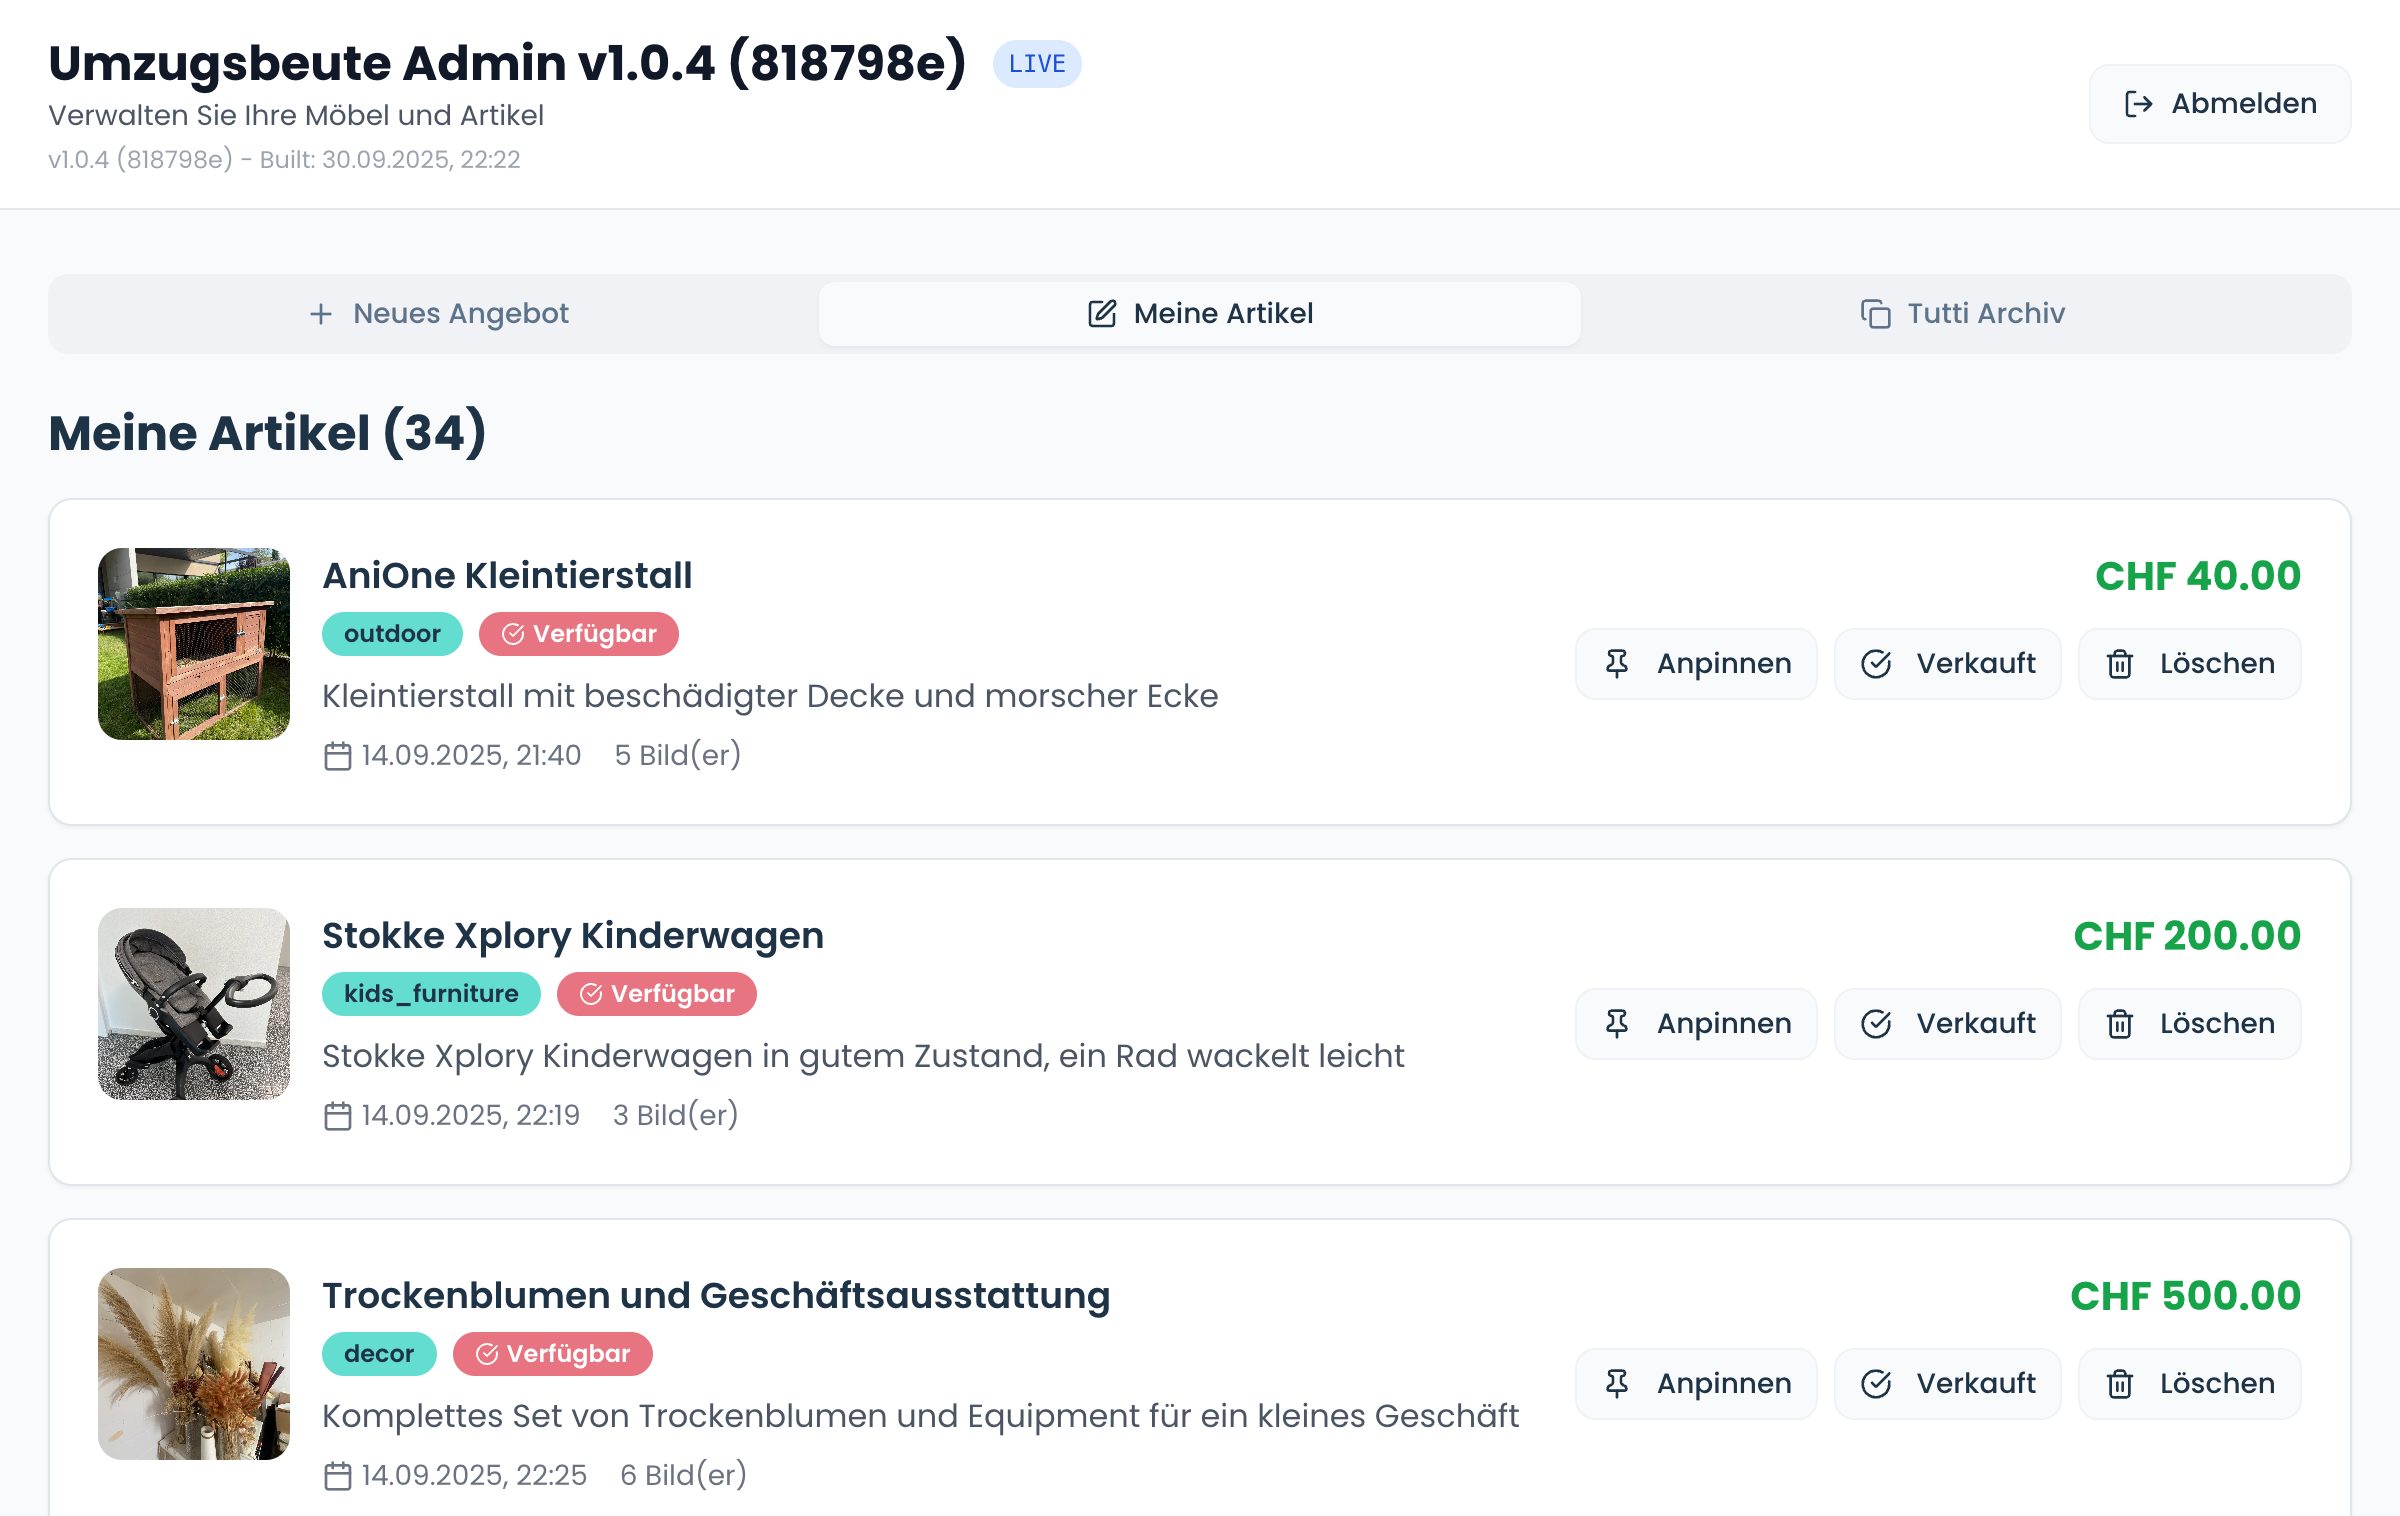 Umzugsbeute Admin v1.0.4 (818798e) LIVE
Verwalten Sie Ihre Möbel und Artikel
v1.0.4 (818798e) - Built: 30.09.2025, 22:22
Abmelden
Neues Angebot
Meine Artikel
Tutti Archiv
Meine Artikel (34)
AniOne Kleintierstall
CHF 40.00
outdoor
Verfügbar
Anpinnen
Verkauft
Löschen
Kleintierstall mit beschädigter Decke und morscher Ecke
14.09.2025, 21:40 5 Bild(er)
Stokke Xplory Kinderwagen
CHF 200.00
kids_furniture
Verfügbar
Anpinnen
Verkauft
Löschen
Stokke Xplory Kinderwagen in gutem Zustand, ein Rad wackelt leicht
14.09.2025, 22:19 3 Bild(er)
Trockenblumen und Geschäftsausstattung
CHF 500.00
decor
Verfügbar
Anpinnen
Verkauft
Löschen
Komplettes Set von Trockenblumen und Equipment für ein kleines Geschäft
14.09.2025, 22:25 6 Bild(er)